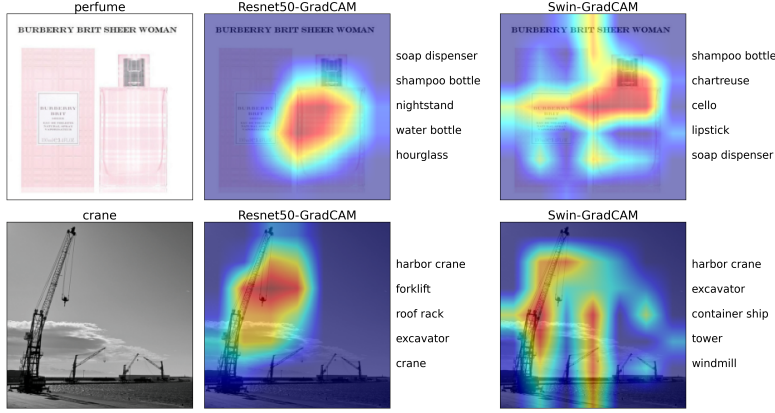 perfume
Resnet50-GradCAM
Swin-GradCAM
BURBERRY BRIT SHEER WOMAN
BURBERRY
BRIT
soap dispenser
shampoo bottle
nightstand
water bottle
hourglass
BURBERRY BRIT SHEER WOMAN
BURBERRY BRIT SHEER WOMAN
shampoo bottle
chartreuse
cello
lipstick
soap dispenser
crane
Resnet50-GradCAM
Swin-GradCAM
harbor crane
forklift
roof rack
excavator
crane
harbor crane
excavator
container ship
tower
windmill